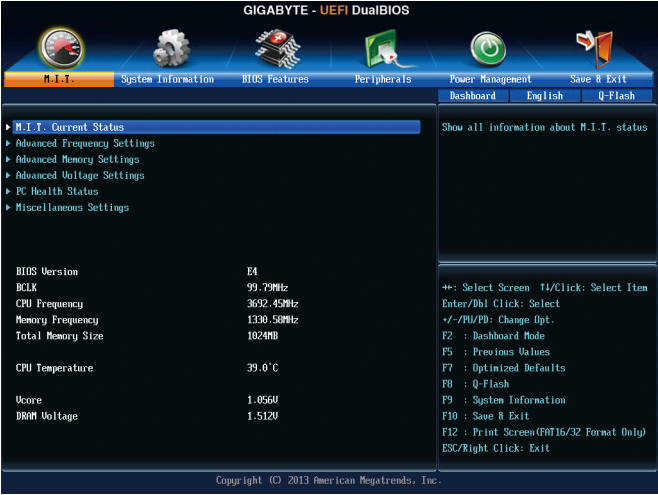 GIGABYTE - UEFI DualBIOS
M.I.T.
System Information
BIOS Features
Peripherals
Power Management
Save & Exit
Dashboard
English
Q-Flash
M.I.T. Current Status
Advanced Frequency Settings
Advanced Memory Settings
Advanced Voltage Settings
PC Health Status
Miscellaneous Settings
BIOS Version E4
BCLK 99.79MHz
CPU Frequency 3692.45MHz
Memory Frequency 1330.58MHz
Total Memory Size 1024MB
CPU Temperature 39.0°C
Vcore 1.056V
DRAM Voltage 1.512V
Show all information about M.I.T. status
→←: Select Screen ↑↓/Click: Select Item
Enter/Dbl Click: Select
+/-/PU/PD: Change Opt.
F2 : Dashboard Mode
F5 : Previous Values
F7 : Optimized Defaults
F8 : Q-Flash
F9 : System Information
F10 : Save & Exit
F12 : Print Screen(FAT16/32 Format Only)
ESC/Right Click: Exit
Copyright (C) 2013 American Megatrends, Inc.